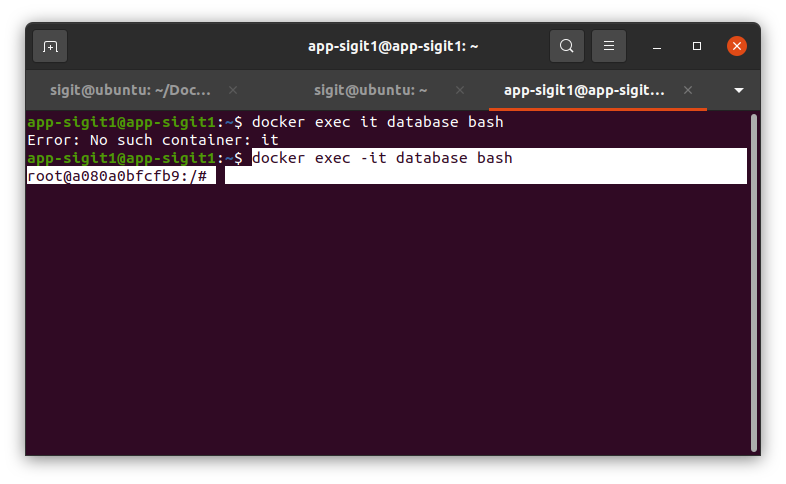 app-sigit1@app-sigit1: ~
sigit@ubuntu: ~/Doc...
sigit@ubuntu: ~
app-sigit1@app-sigit...
app-sigit1@app-sigit1:~$ docker exec it database bash
Error: No such container: it
app-sigit1@app-sigit1:~$ docker exec -it database bash
root@a080a0bfcfb9:/#